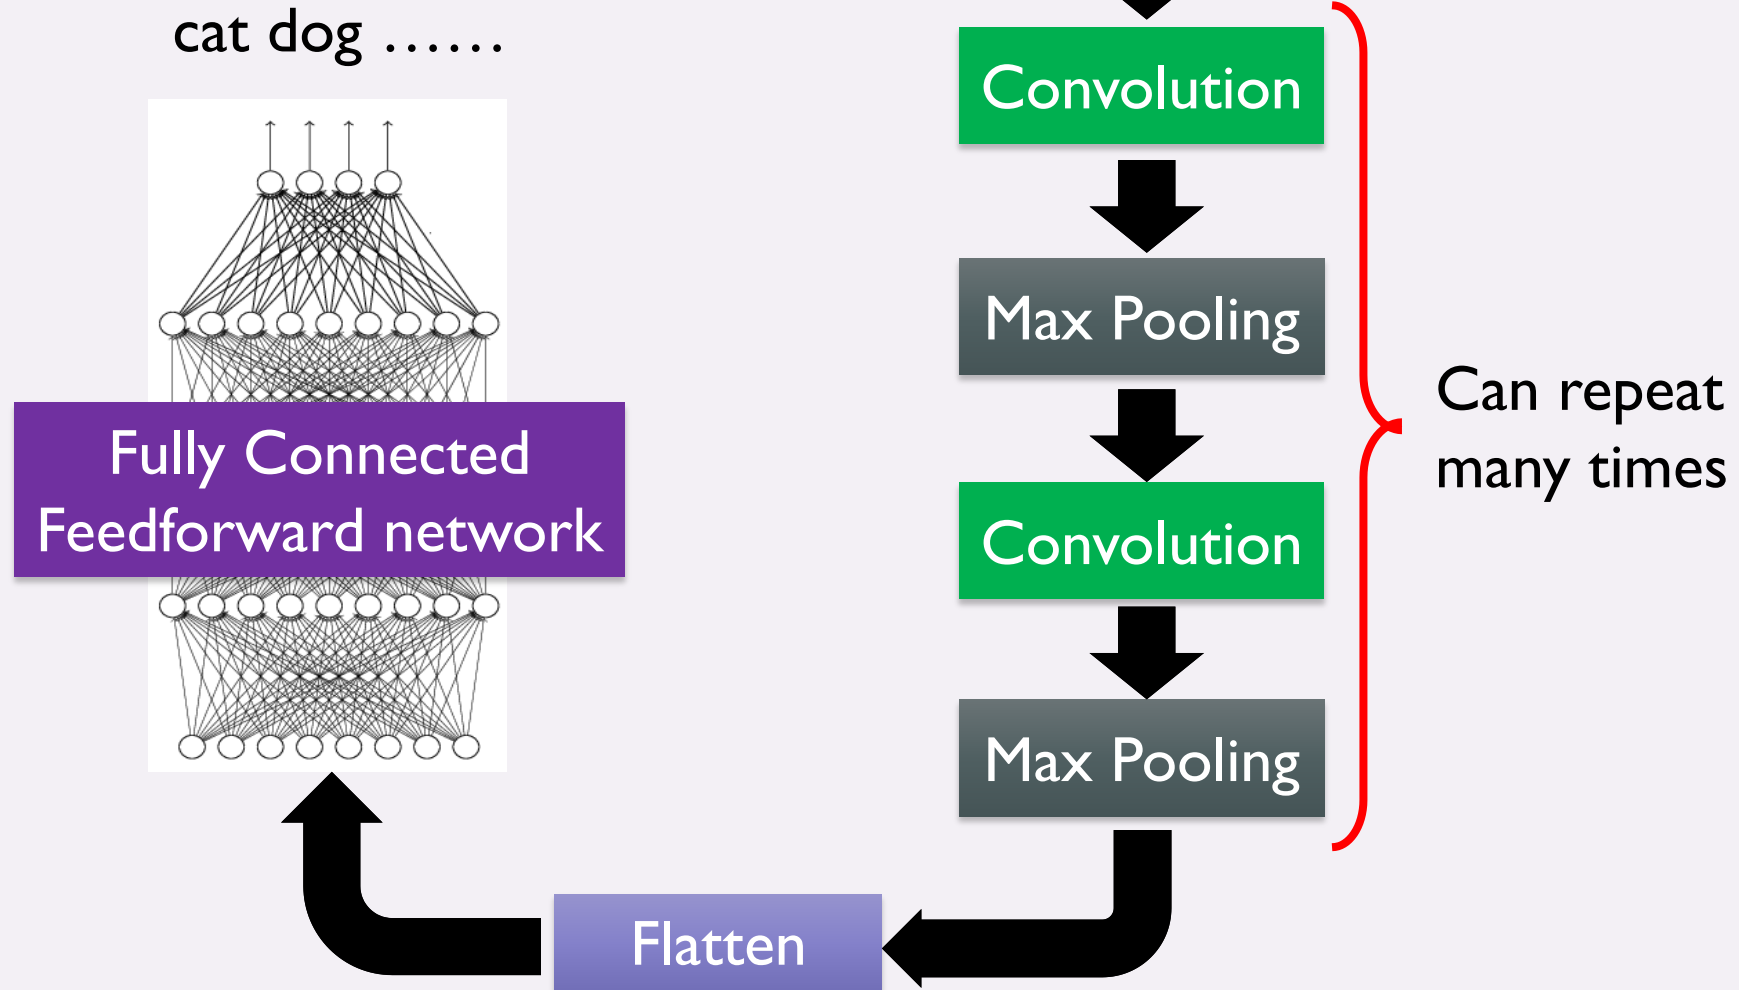 cat dog ……
Convolution
Max Pooling
Convolution
Max Pooling
Can repeat
many times
Flatten
Fully Connected
Feedforward network